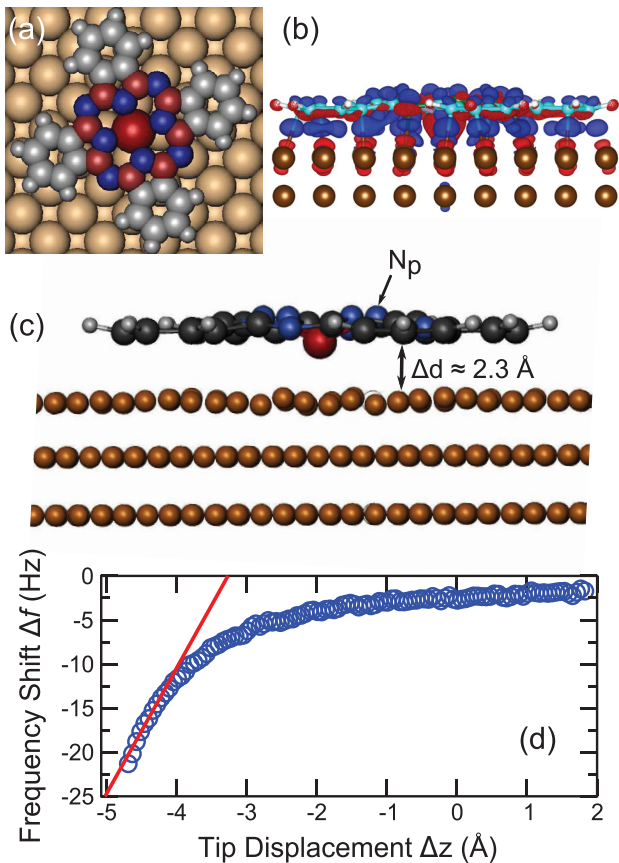 (a)
(b)
(c)
Np
Δd ≈ 2.3 Å
Frequency Shift Δf (Hz)
0
-5
-10
-15
-20
-25
(d)
-5 -4 -3 -2 -1 0 1 2
Tip Displacement Δz (Å)